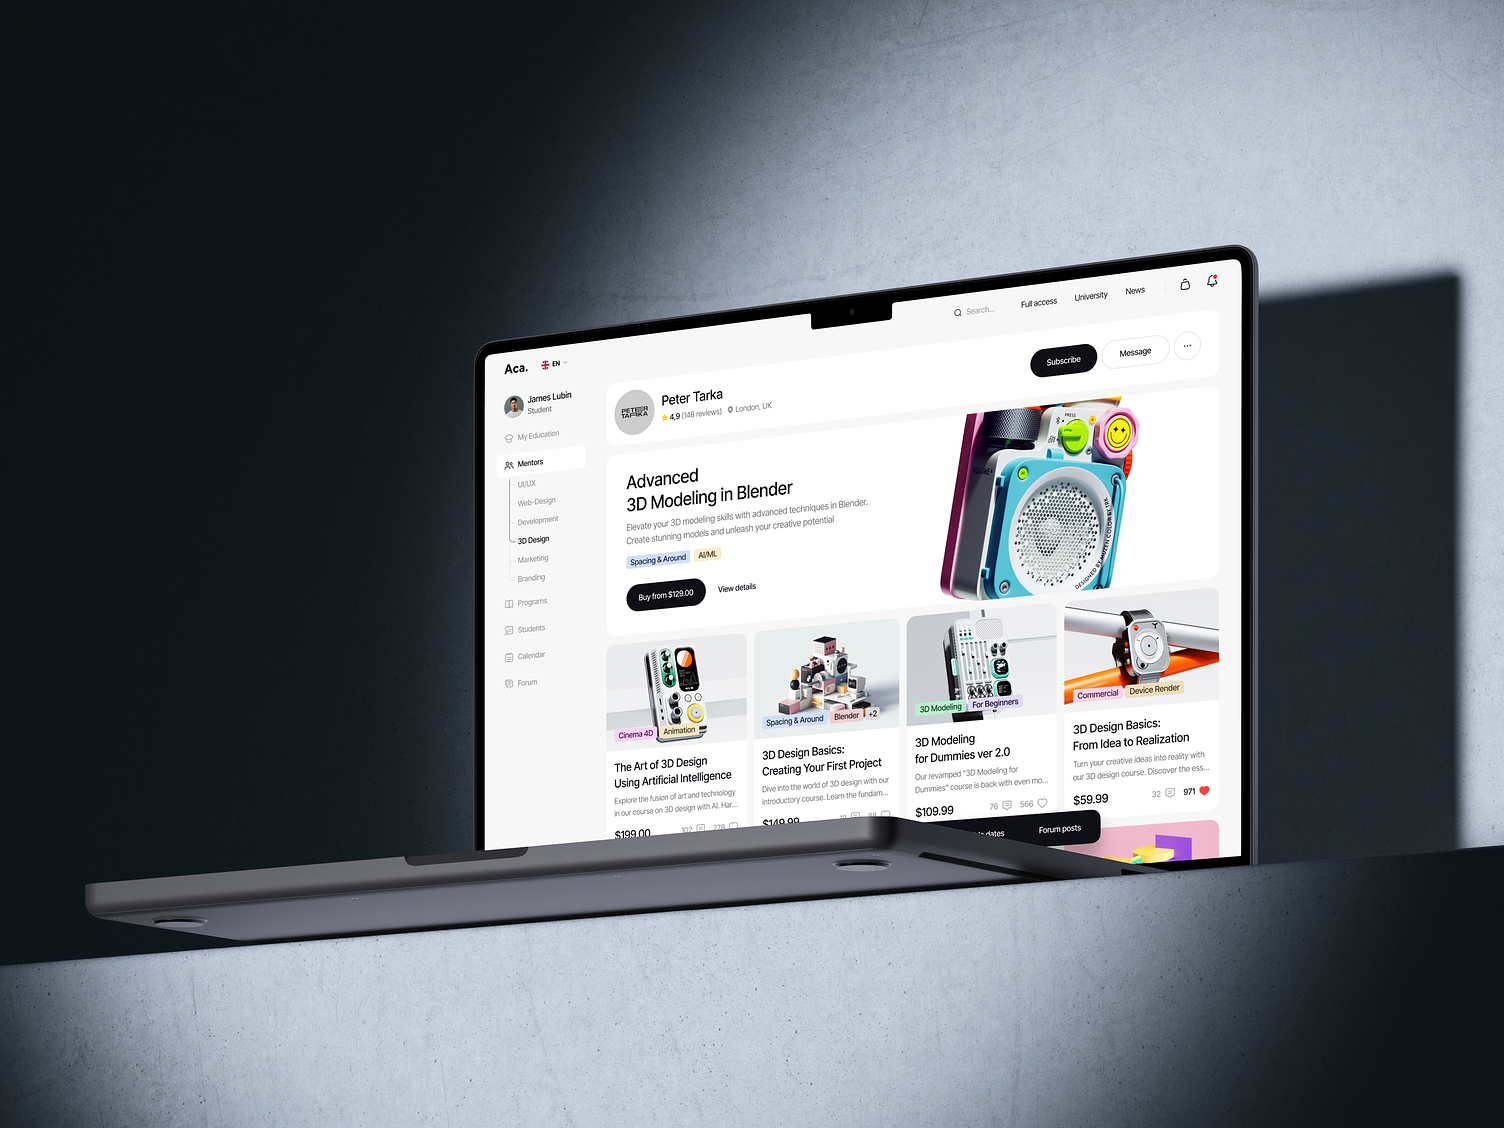 Aca.
EN
Search...
Full access
University
News
James Lubin
Student
My Education
Mentors
UI/UX
Web-Design
Development
3D Design
Marketing
Branding
Programs
Students
Calendar
Forum
PETER
TARKA
Peter Tarka
4,9 (148 reviews)
London, UK
Subscribe
Message
Advanced
3D Modeling in Blender
Elevate your 3D modeling skills with advanced techniques in Blender.
Create stunning models and unleash your creative potential
Spacing & Around
AI/ML
Buy from $129.00
View details
PRESS
VOLUME+
Cinema 4D
Animation
The Art of 3D Design
Using Artificial Intelligence
Explore the fusion of art and technology
in our course on 3D design with AI. Har...
$199.00
102
278
Spacing & Around
Blender
+2
3D Design Basics:
Creating Your First Project
Dive into the world of 3D design with our
introductory course. Learn the fundam...
$149.99
3D Modeling
For Beginners
3D Modeling
for Dummies ver 2.0
Our revamped "3D Modeling for
Dummies" course is back with even mo...
$109.99
76
566
Commercial
Device Render
3D Design Basics:
From Idea to Realization
Turn your creative ideas into reality with
our 3D design course. Discover the ess...
$59.99
32
971
dates
Forum posts